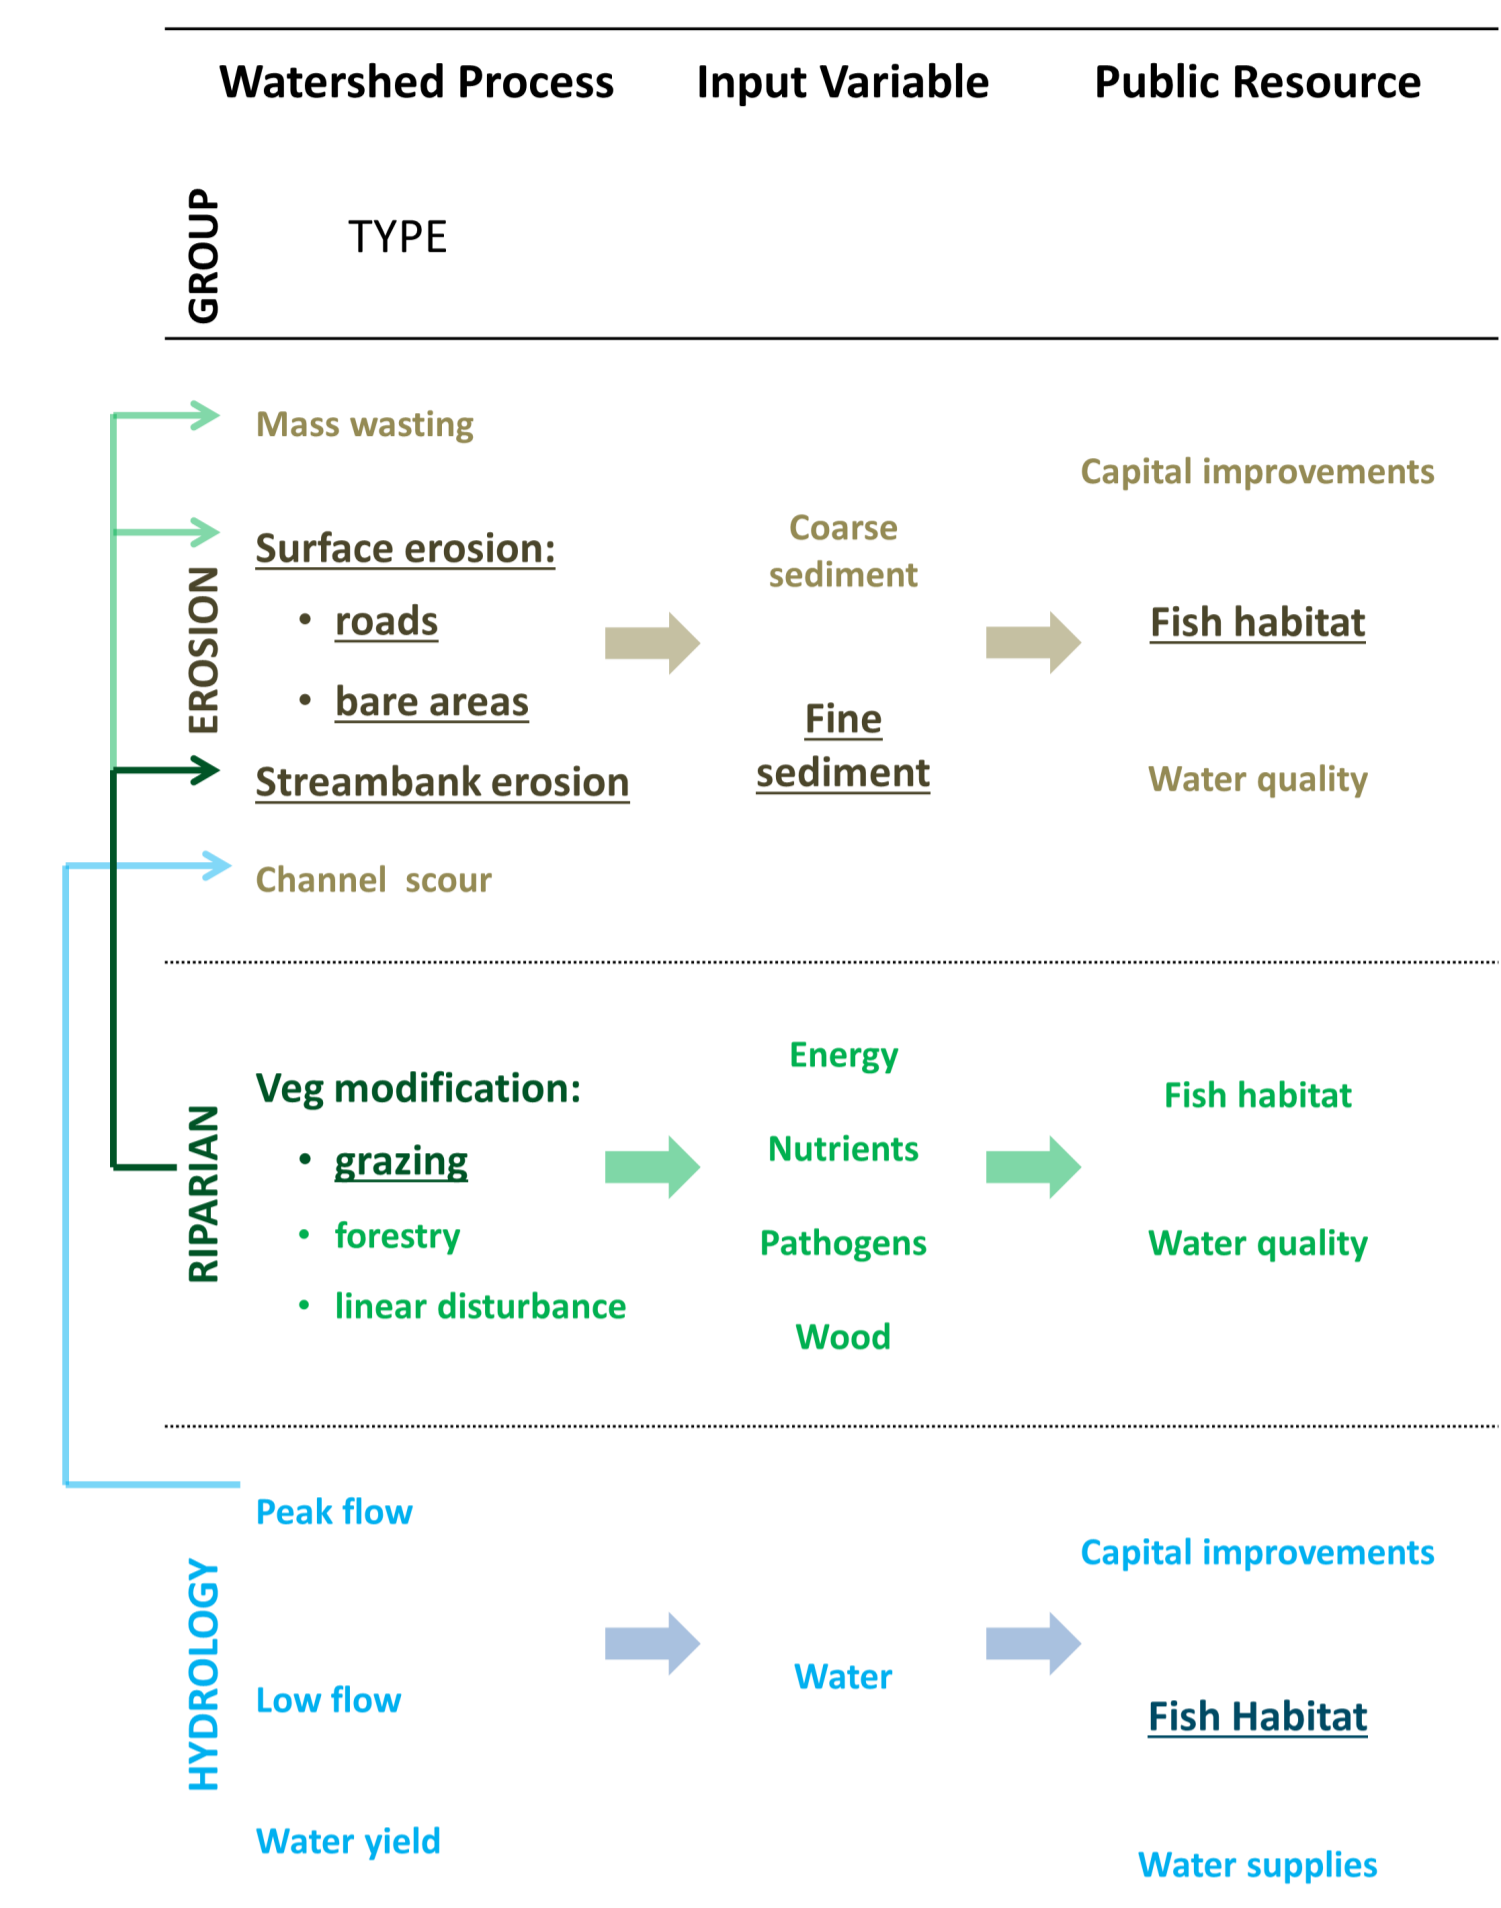 Watershed Process
Input Variable
Public Resource
GROUP
TYPE
EROSION
Mass wasting
Surface erosion:
• roads
• bare areas
Streambank erosion
Channel scour
Coarse
sediment
Fine
sediment
Capital improvements
Fish habitat
Water quality
RIPARIAN
Veg modification:
• grazing
• forestry
• linear disturbance
Energy
Nutrients
Pathogens
Wood
Fish habitat
Water quality
HYDROLOGY
Peak flow
Low flow
Water yield
Water
Capital improvements
Fish Habitat
Water supplies